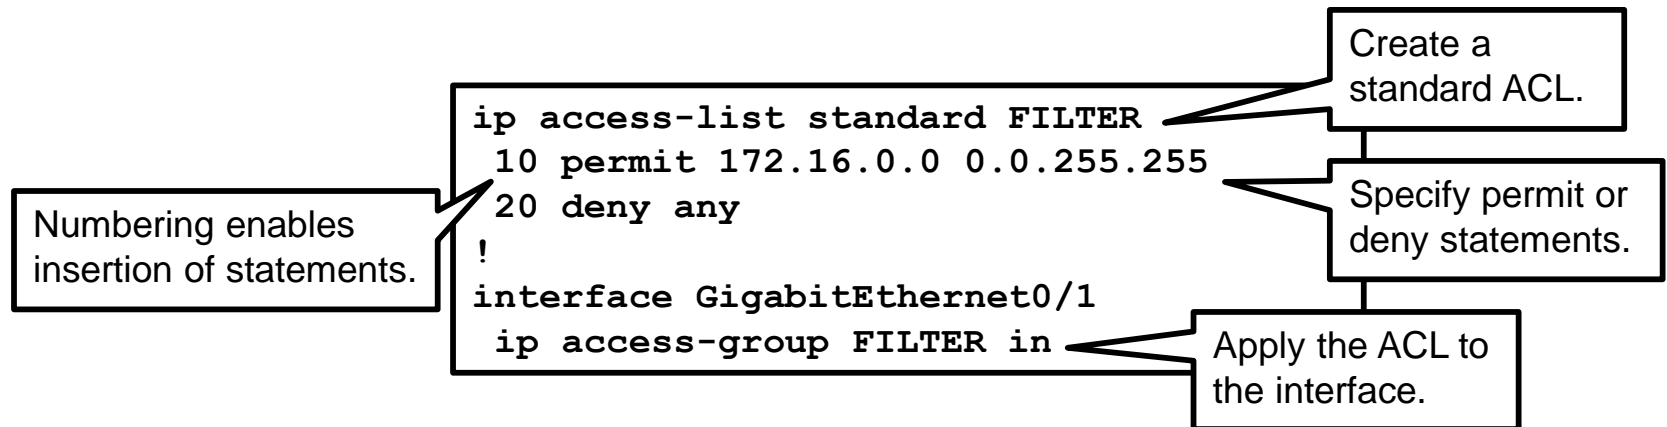 Create a
standard ACL.
ip access-list standard FILTER
10 permit 172.16.0.0 0.0.255.255
20 deny any
!
interface GigabitEthernet0/1
ip access-group FILTER in
Specify permit or
deny statements.
Numbering enables
insertion of statements.
Apply the ACL to
the interface.